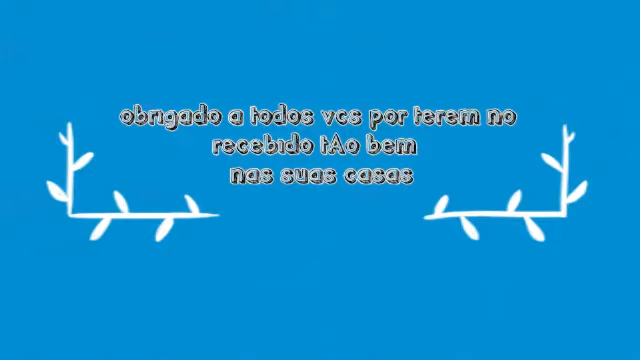 obrigado a todos vcs por terem no
recebido tAo bem
nas suas casas